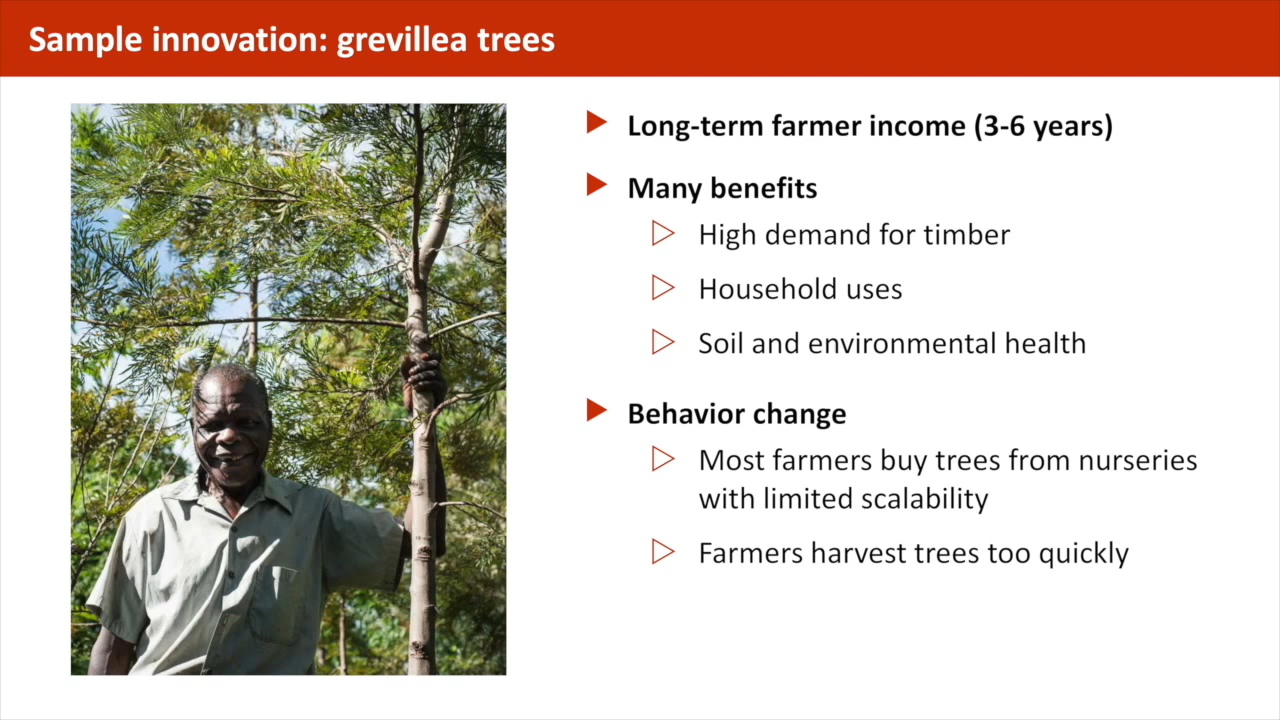 Sample innovation: grevillea trees
Long-term farmer income (3-6 years)
Many benefits
High demand for timber
Household uses
Soil and environmental health
Behavior change
Most farmers buy trees from nurseries
with limited scalability
Farmers harvest trees too quickly